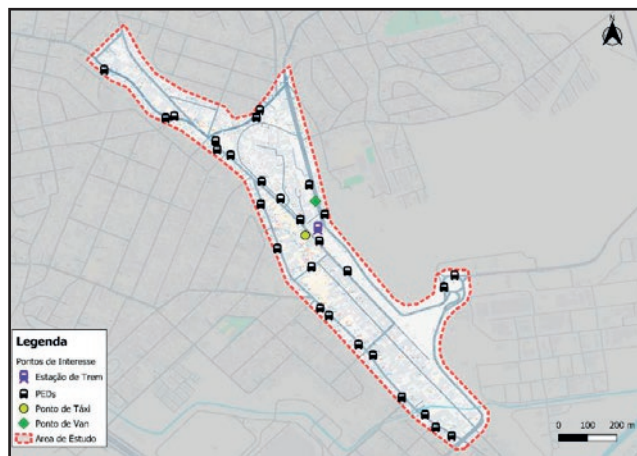 N
Legenda
Pontos de Interesse
Estação de Trem
PEDs
Ponto de Táxi
Ponto de Van
Área de Estudo
0 100 200 m